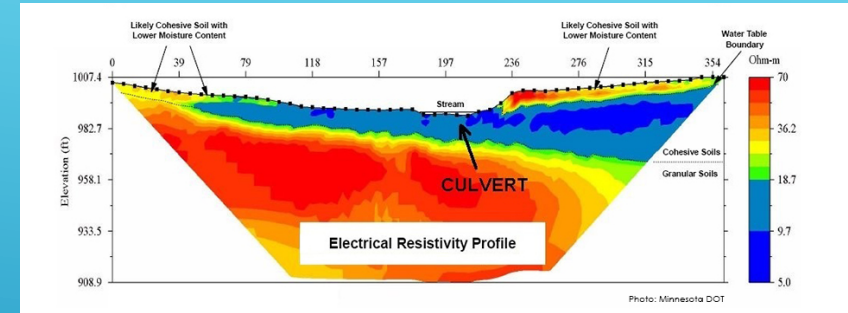 Likely Cohesive Soil with
Lower Moisture Content
Likely Cohesive Soil with
Lower Moisture Content
Water Table
Boundary
0 39 79 118 157 197 236 276 315 354
Ohm-m
1007.4
982.7
958.1
933.5
908.9
Elevation (ft)
Stream
CULVERT
Cohesive Soils
Granular Soils
Electrical Resistivity Profile
70
36.2
18.7
9.7
5.0
Photo: Minnesota DOT